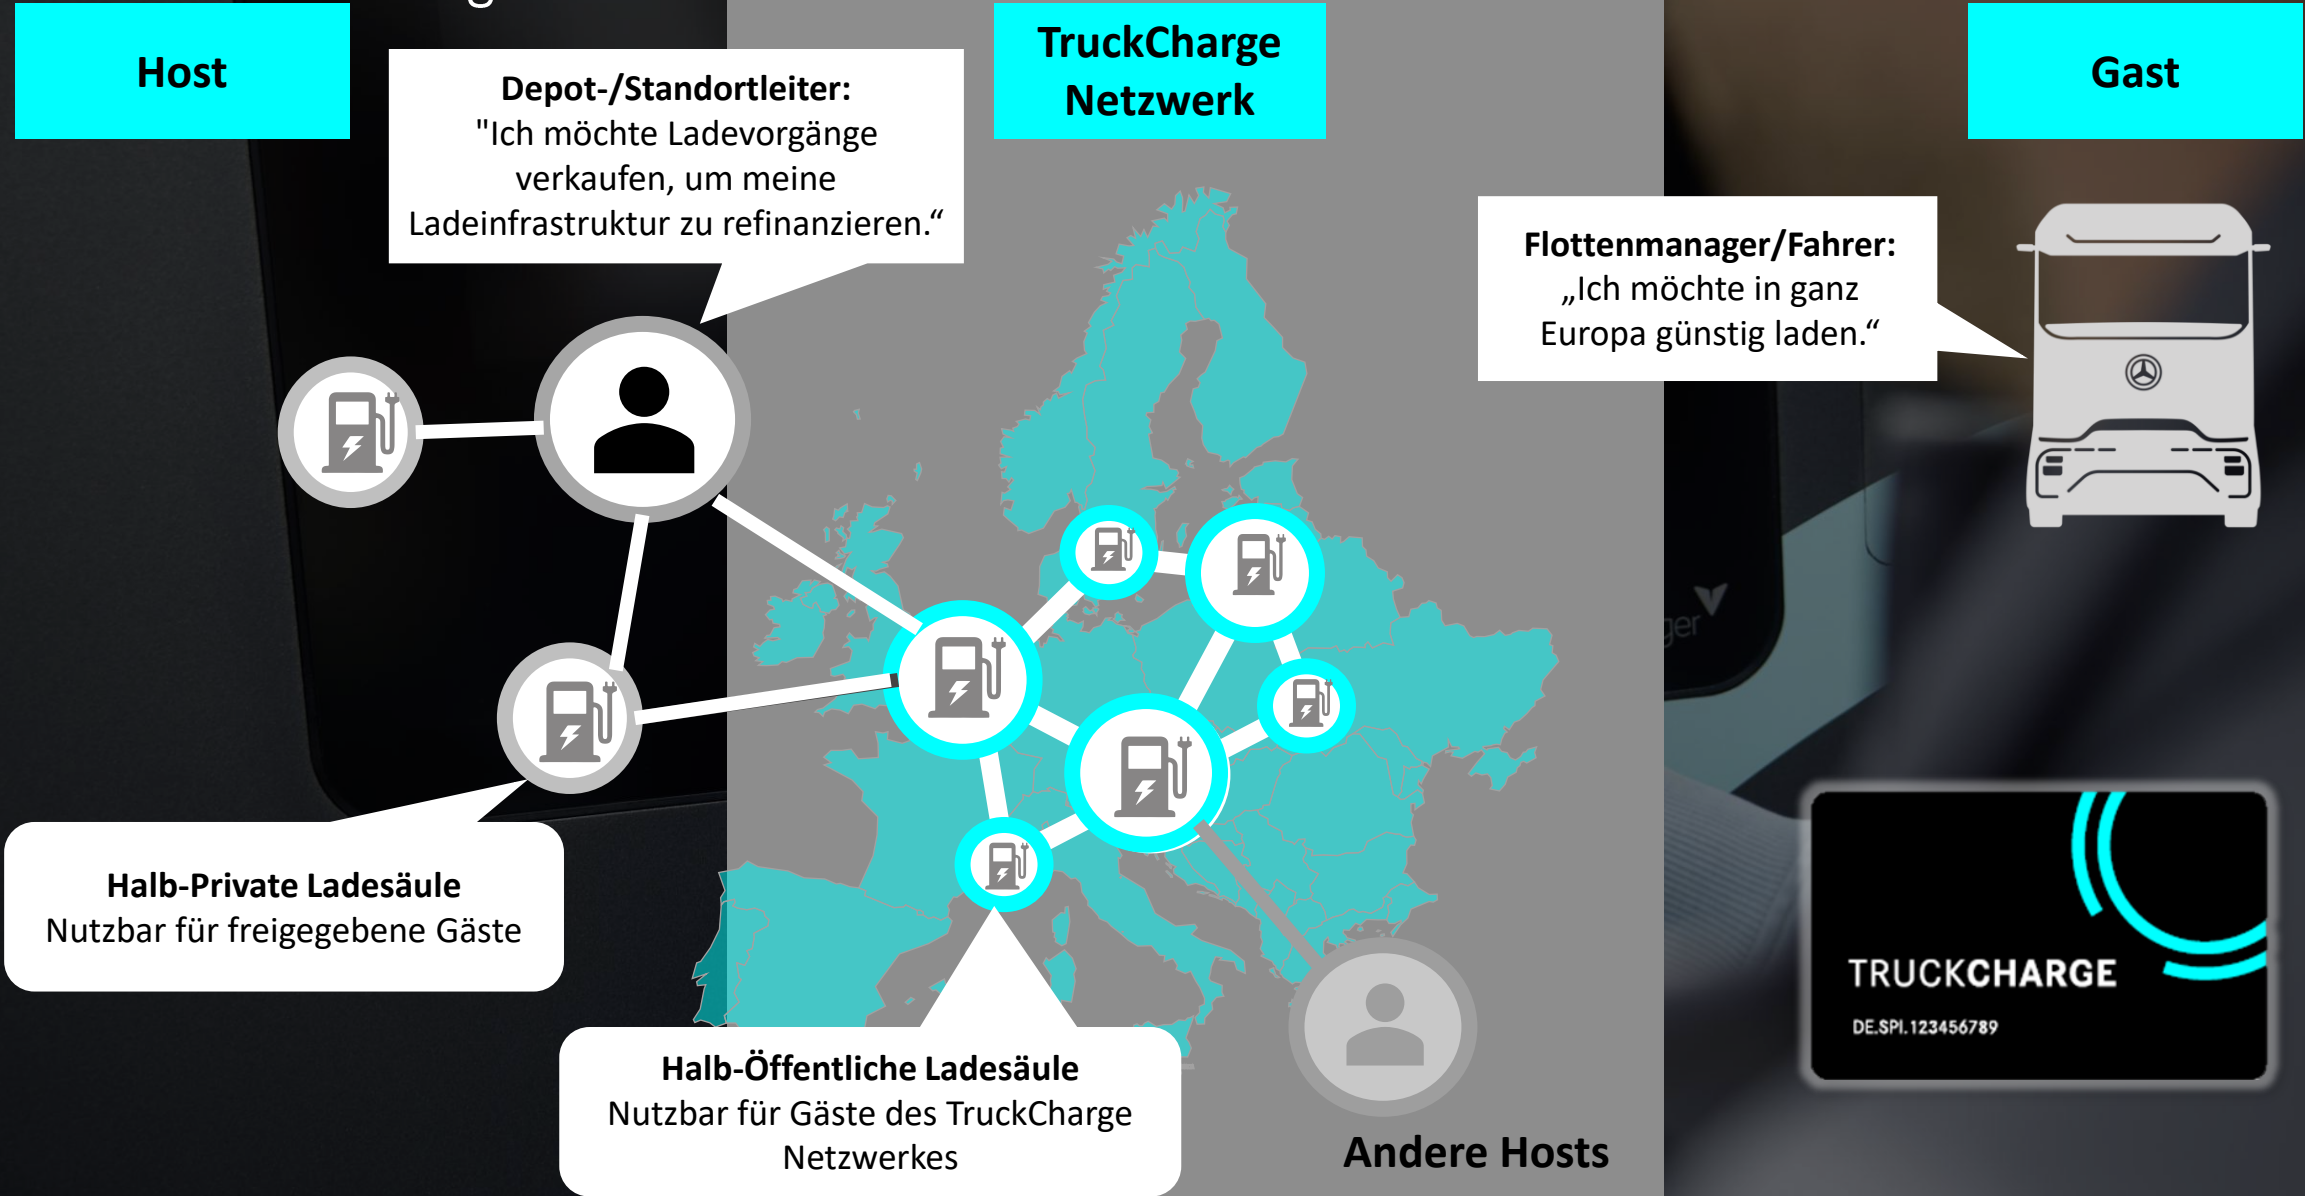 Host
Depot-/Standortleiter:
"Ich möchte Ladevorgänge
verkaufen, um meine
Ladeinfrastruktur zu refinanzieren.“
TruckCharge
Netzwerk
Gast
Flottenmanager/Fahrer:
„Ich möchte in ganz
Europa günstig laden.“
Halb-Private Ladesäule
Nutzbar für freigegebene Gäste
Halb-Öffentliche Ladesäule
Nutzbar für Gäste des TruckCharge
Netzwerkes
Andere Hosts
TRUCKCHARGE
DE.SPI.123456789